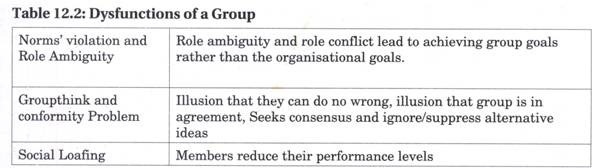 Table 12.2: Dysfunctions of a Group
Norms' violation and
Role Ambiguity
Role ambiguity and role conflict lead to achieving group goals
rather than the organisational goals.
Groupthink and
conformity Problem
Illusion that they can do no wrong, illusion that group is in
agreement, Seeks consensus and ignore/suppress alternative
ideas
Social Loafing
Members reduce their performance levels